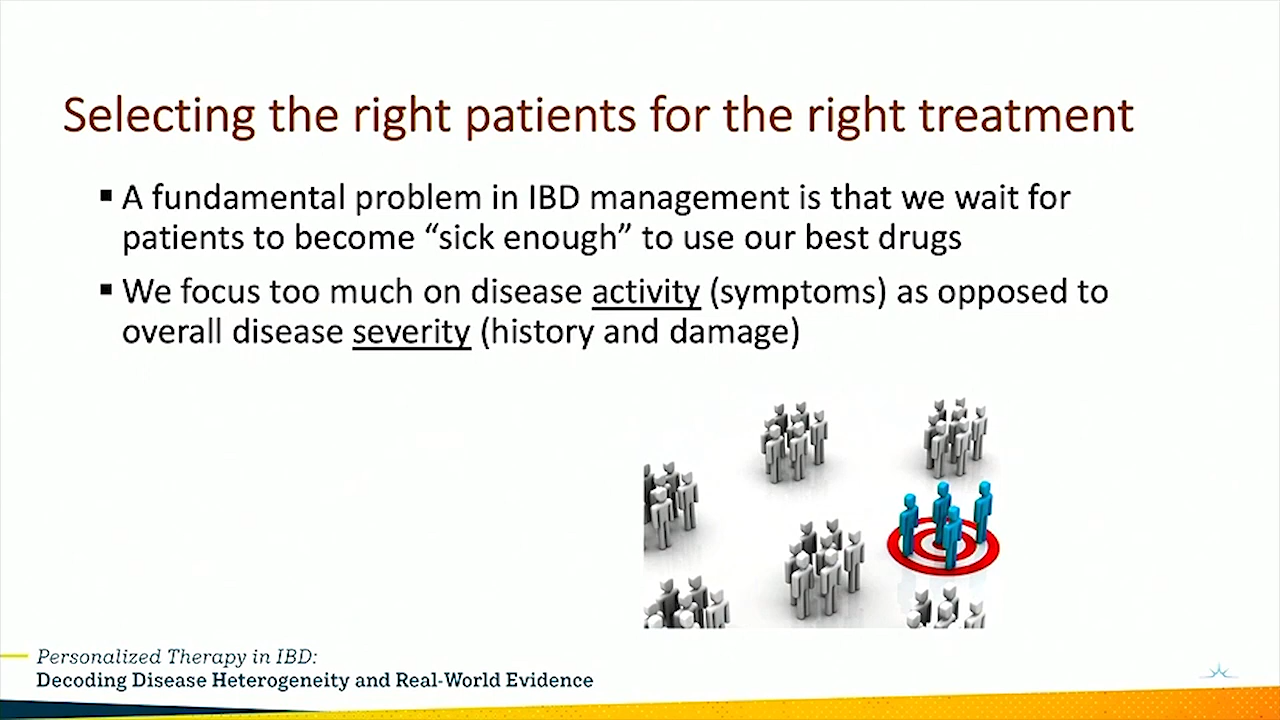 Selecting the right patients for the right treatment
▪ A fundamental problem in IBD management is that we wait for
patients to become “sick enough” to use our best drugs
▪ We focus too much on disease activity (symptoms) as opposed to
overall disease severity (history and damage)
Personalized Therapy in IBD:
Decoding Disease Heterogeneity and Real-World Evidence